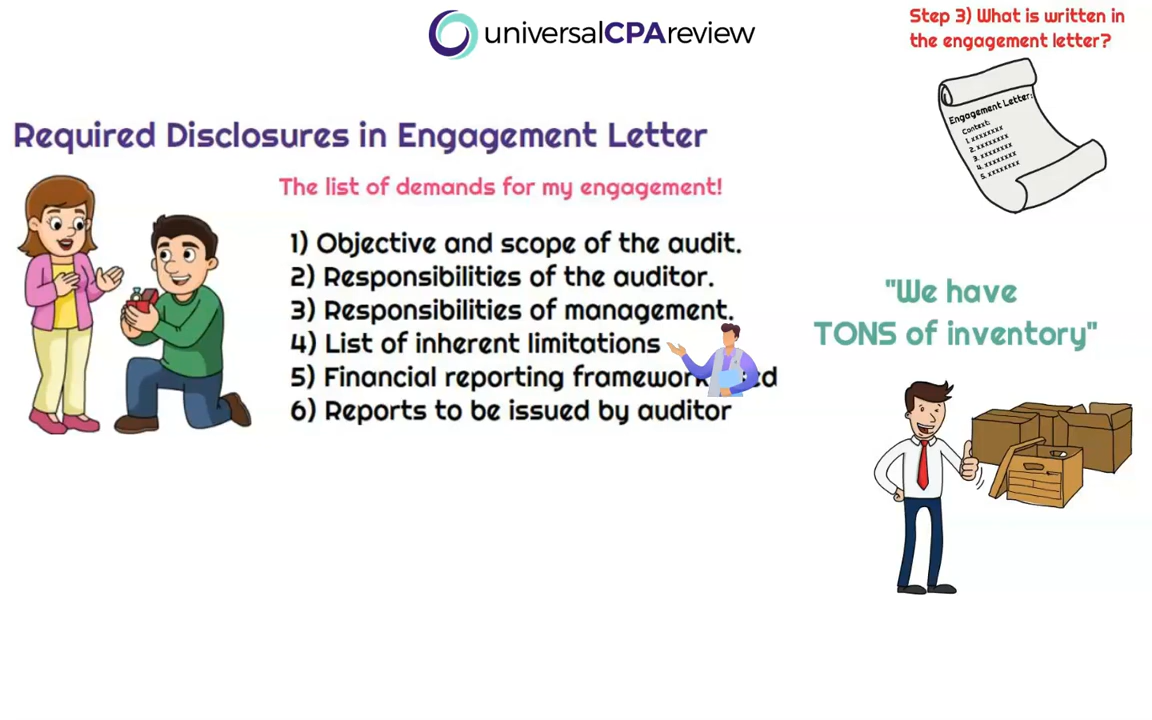 universalCPAreview
Step 3) What is written in
the engagement letter?
Engagement Letter:
Context:
1. xxxxxxxx
2. xxxxxxxx
3. xxxxxxxx
4. xxxxxxxx
5. xxxxxxxx
Required Disclosures in Engagement Letter
The list of demands for my engagement!
1) Objective and scope of the audit.
2) Responsibilities of the auditor.
3) Responsibilities of management.
4) List of inherent limitations
5) Financial reporting framework
6) Reports to be issued by auditor
"We have
TONS of inventory"